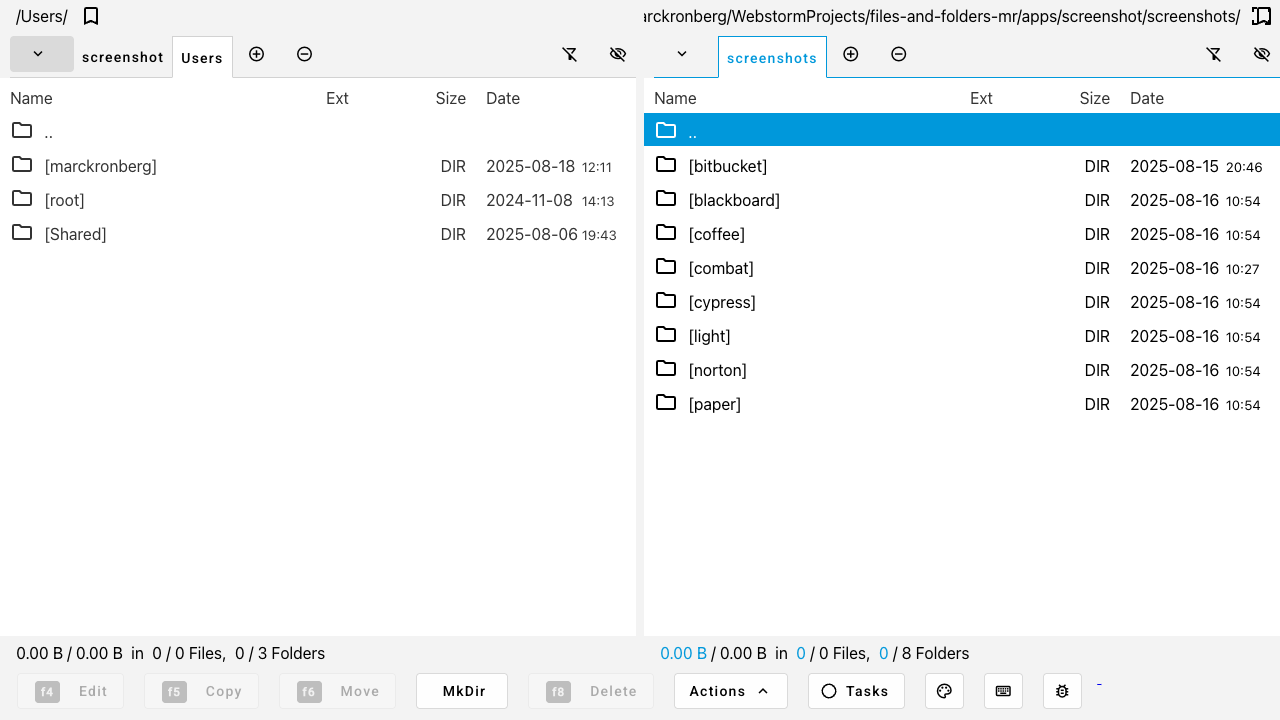 /Users/
screenshot Users
Name Ext Size Date
..
[marckronberg] DIR 2025-08-18 12:11
[root] DIR 2024-11-08 14:13
[Shared] DIR 2025-08-06 19:43
0.00 B / 0.00 B in 0 / 0 Files, 0 / 3 Folders
arckronberg/WebstormProjects/files-and-folders-mr/apps/screenshot/screenshots/
screenshots
Name Ext Size Date
..
[bitbucket] DIR 2025-08-15 20:46
[blackboard] DIR 2025-08-16 10:54
[coffee] DIR 2025-08-16 10:54
[combat] DIR 2025-08-16 10:27
[cypress] DIR 2025-08-16 10:54
[light] DIR 2025-08-16 10:54
[norton] DIR 2025-08-16 10:54
[paper] DIR 2025-08-16 10:54
0.00 B / 0.00 B in 0 / 0 Files, 0 / 8 Folders
f4 Edit f5 Copy f6 Move MkDir f8 Delete Actions Tasks -